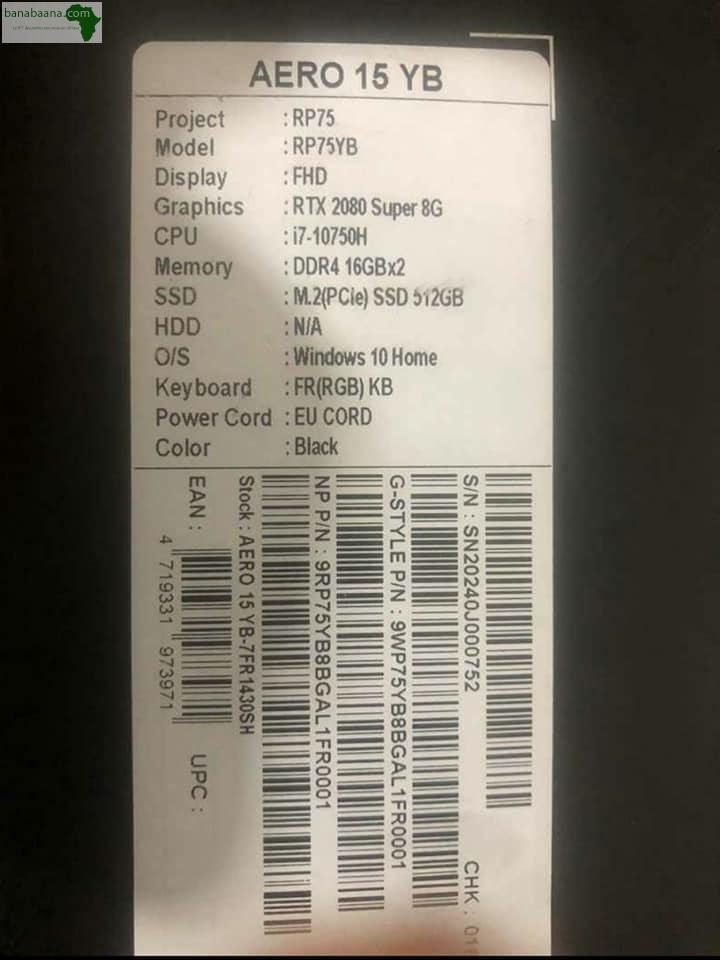 banabaana.com
AERO 15 YB
Project : RP75
Model : RP75YB
Display : FHD
Graphics : RTX 2080 Super 8G
CPU : i7-10750H
Memory : DDR4 16GBx2
SSD : M.2(PCIe) SSD 512GB
HDD : N/A
O/S : Windows 10 Home
Keyboard : FR(RGB) KB
Power Cord : EU CORD
Color : Black
S/N : SN20240J000752
CHK :
G-STYLE P/N : 9WP75YB8BGAL1FR0001
NP P/N : 9RP75YB8BGAL1FR0001
Stock : AERO 15 YB-7FR1430SH
EAN :
UPC :
4 719331 973971